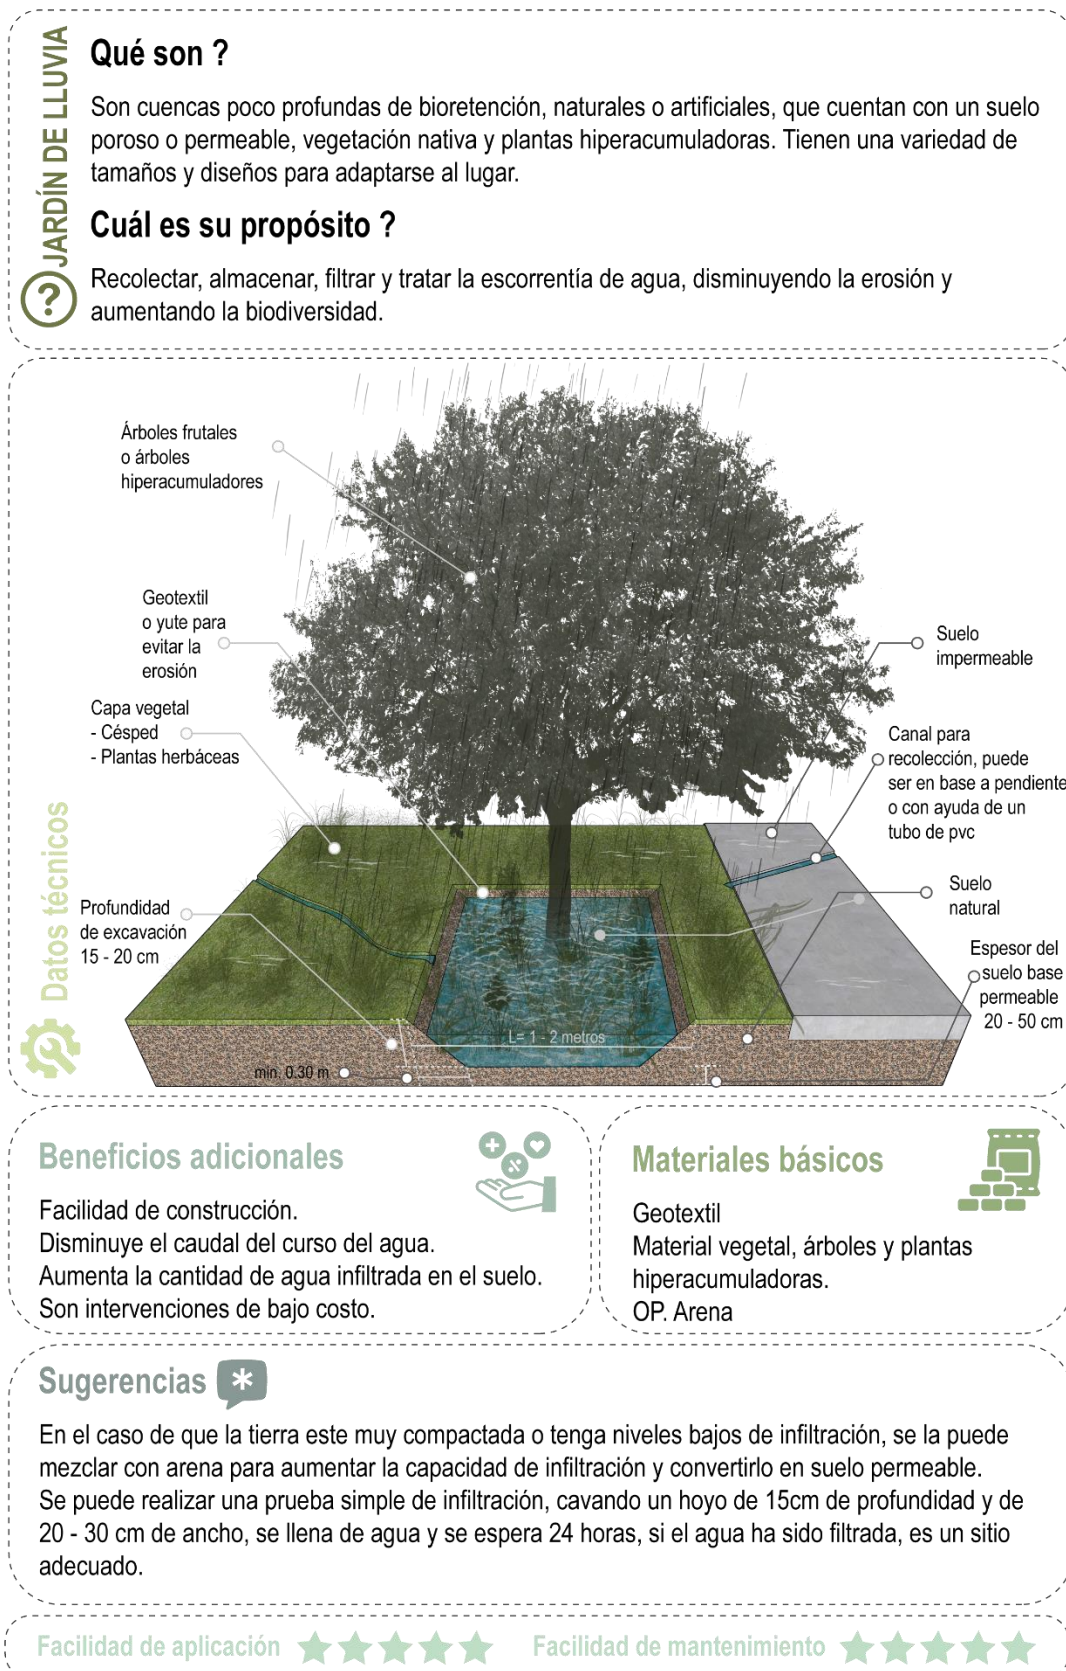 JARDÍN DE LLUVIA
?
Qué son ?
Son cuencas poco profundas de bioretención, naturales o artificiales, que cuentan con un suelo
poroso o permeable, vegetación nativa y plantas hiperacumuladoras. Tienen una variedad de
tamaños y diseños para adaptarse al lugar.
Cuál es su propósito ?
Recolectar, almacenar, filtrar y tratar la escorrentía de agua, disminuyendo la erosión y
aumentando la biodiversidad.
Datos técnicos
Árboles frutales
o árboles
hiperacumuladores
Geotextil
o yute para
evitar la
erosión
Capa vegetal
- Césped
- Plantas herbáceas
Profundidad
de excavación
15 - 20 cm
Suelo
impermeable
Canal para
recolección, puede
ser en base a pendiente
o con ayuda de un
tubo de pvc
Suelo
natural
Espesor del
suelo base
permeable
20 - 50 cm
L= 1 - 2 metros
min. 0.30 m
Beneficios adicionales
Facilidad de construcción.
Disminuye el caudal del curso del agua.
Aumenta la cantidad de agua infiltrada en el suelo.
Son intervenciones de bajo costo.
Materiales básicos
Geotextil
Material vegetal, árboles y plantas
hiperacumuladoras.
OP. Arena
Sugerencias *
En el caso de que la tierra este muy compactada o tenga niveles bajos de infiltración, se la puede
mezclar con arena para aumentar la capacidad de infiltración y convertirlo en suelo permeable.
Se puede realizar una prueba simple de infiltración, cavando un hoyo de 15cm de profundidad y de
20 - 30 cm de ancho, se llena de agua y se espera 24 horas, si el agua ha sido filtrada, es un sitio
adecuado.
Facilidad de aplicación
Facilidad de mantenimiento